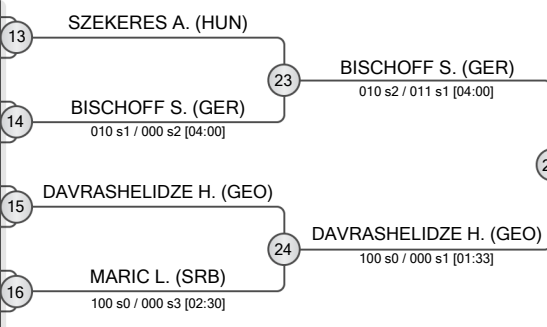 SZEKERES A. (HUN)
13
BISCHOFF S. (GER)
23
010 s2 / 011 s1 [04:00]
BISCHOFF S. (GER)
14
010 s1 / 000 s2 [04:00]
DAVRASHELIDZE H. (GEO)
15
DAVRASHELIDZE H. (GEO)
24
100 s0 / 000 s1 [01:33]
MARIC L. (SRB)
16
100 s0 / 000 s3 [02:30]